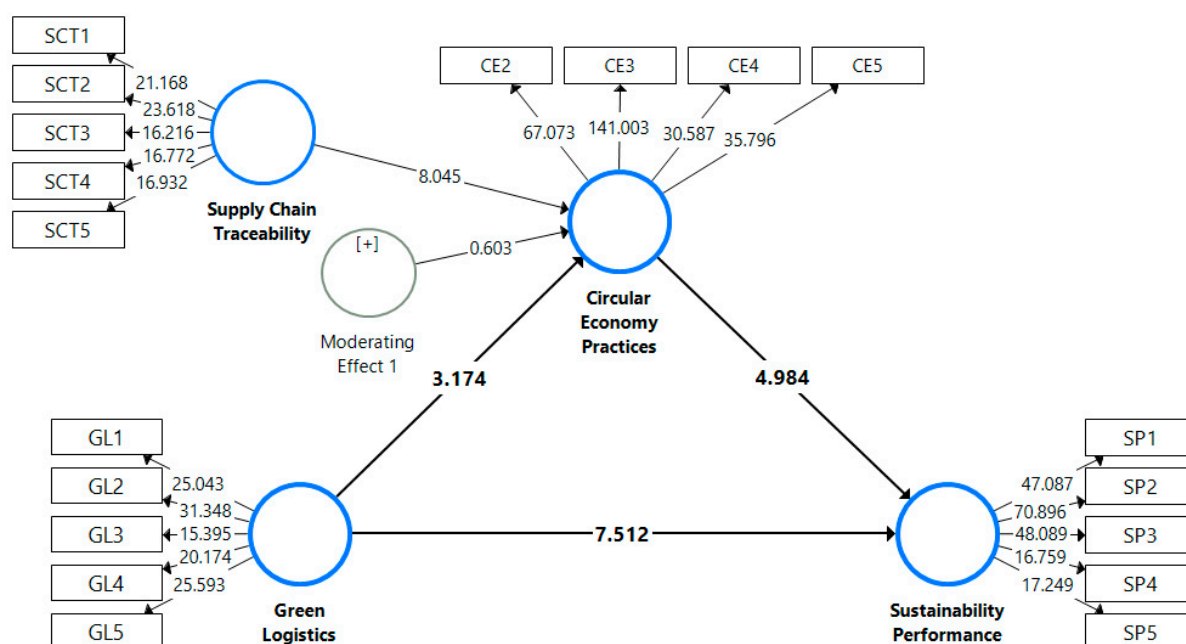 SCT1
SCT2
SCT3
SCT4
SCT5
21.168
23.618
16.216
16.772
16.932
Supply Chain
Traceability
CE2
CE3
CE4
CE5
67.073
141.003
30.587
35.796
8.045
[+]
0.603
Moderating
Effect 1
Circular
Economy
Practices
3.174
4.984
7.512
GL1
GL2
GL3
GL4
GL5
25.043
31.348
15.395
20.174
25.593
Green
Logistics
SP1
SP2
SP3
SP4
SP5
47.087
70.896
48.089
16.759
17.249
Sustainability
Performance